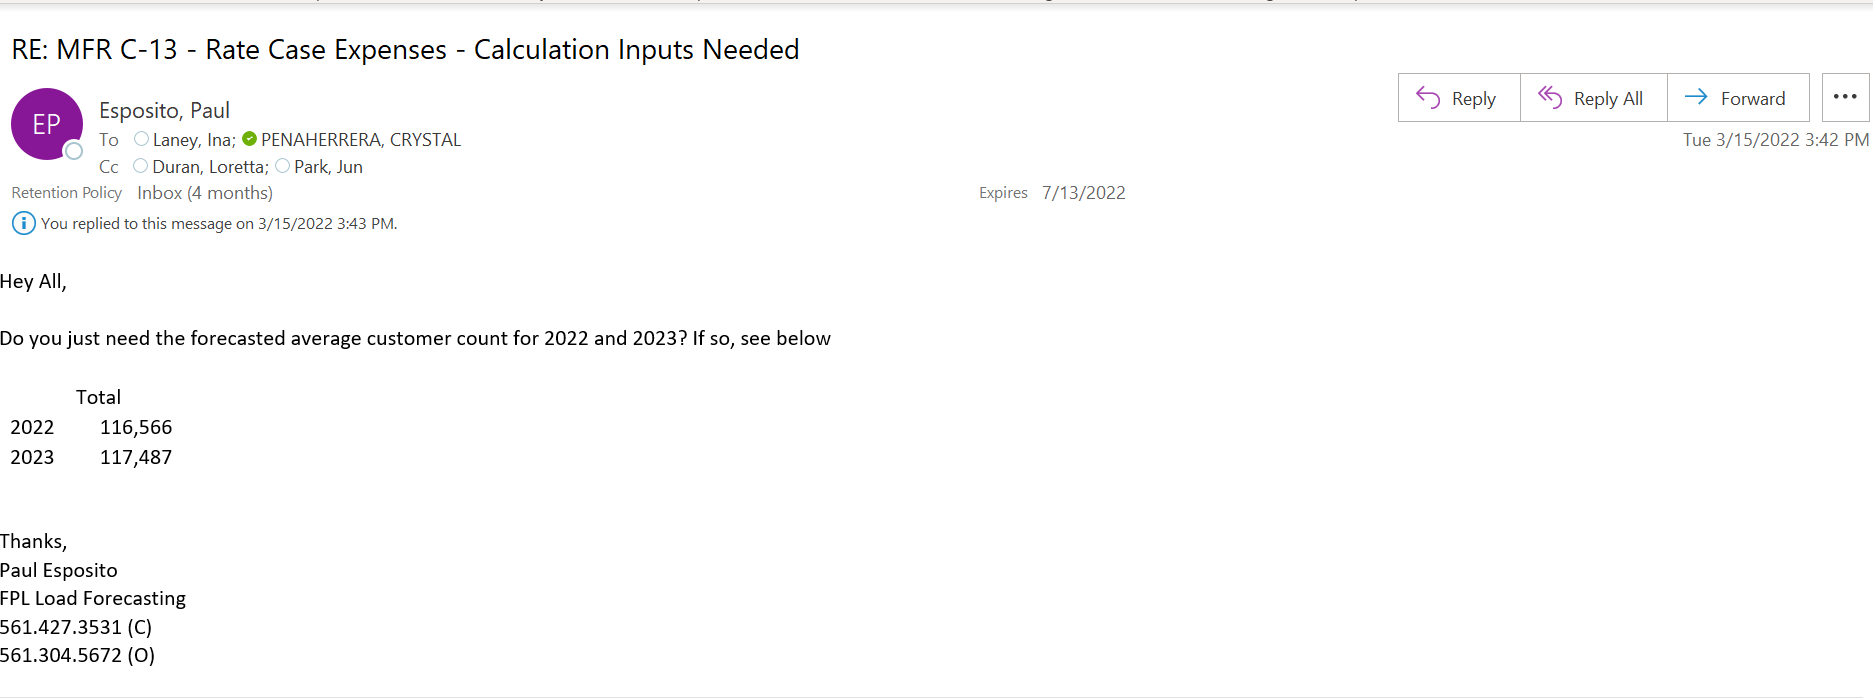 RE: MFR C-13 - Rate Case Expenses - Calculation Inputs Needed
EP
Esposito, Paul
To Laney, Ina; PENAHERRERA, CRYSTAL
Cc Duran, Loretta; Park, Jun
Reply Reply All Forward ...
Tue 3/15/2022 3:42 PM
Retention Policy Inbox (4 months) Expires 7/13/2022
You replied to this message on 3/15/2022 3:43 PM.
Hey All,
Do you just need the forecasted average customer count for 2022 and 2023? If so, see below
Total
2022 116,566
2023 117,487
Thanks,
Paul Esposito
FPL Load Forecasting
561.427.3531 (C)
561.304.5672 (O)